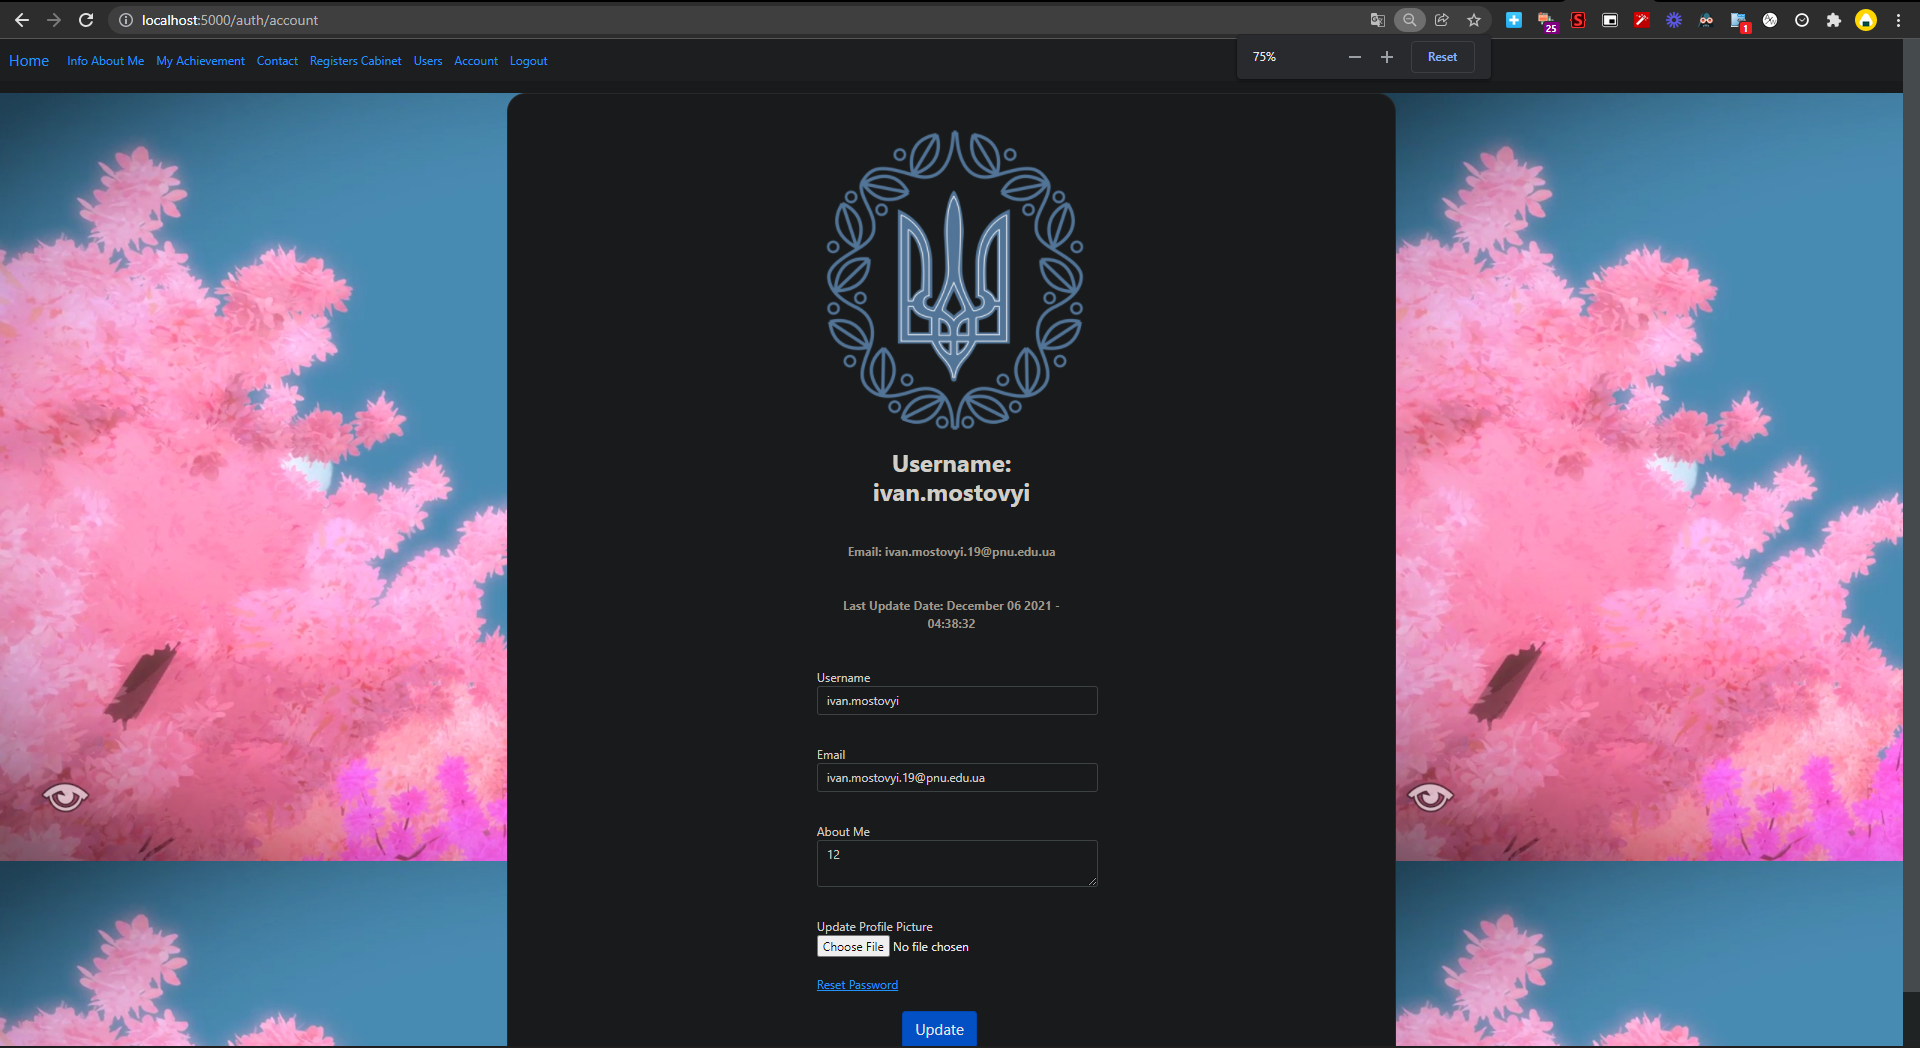 localhost:5000/auth/account
25
S
1
75%
Reset
Home Info About Me My Achievement Contact Registers Cabinet Users Account Logout
Username:
ivan.mostovyi
Email: ivan.mostovyi.19@pnu.edu.ua
Last Update Date: December 06 2021 -
04:38:32
Username
ivan.mostovyi
Email
ivan.mostovyi.19@pnu.edu.ua
About Me
12
Update Profile Picture
Choose File No file chosen
Reset Password
Update